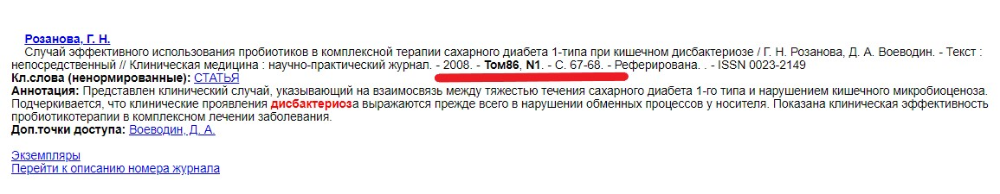 Розанова, Г. Н.
Случай эффективного использования пробиотиков в комплексной терапии сахарного диабета 1-типа при кишечном дисбактериозе / Г. Н. Розанова, Д. А. Воеводин. - Текст :
непосредственный // Клиническая медицина : научно-практический журнал. - 2008. - Том86, N1. - С. 67-68. - Реферирована. . - ISSN 0023-2149
Кл.слова (ненормированные): СТАТЬЯ
Аннотация: Представлен клинический случай, указывающий на взаимосвязь между тяжестью течения сахарного диабета 1-го типа и нарушением кишечного микробиоценоза.
Подчеркивается, что клинические проявления дисбактериоза выражаются прежде всего в нарушении обменных процессов у носителя. Показана клиническая эффективность
пробиотикотерапии в комплексном лечении заболевания.
Доп.точки доступа: Воеводин, Д. А.
Экземпляры
Перейти к описанию номера журнала